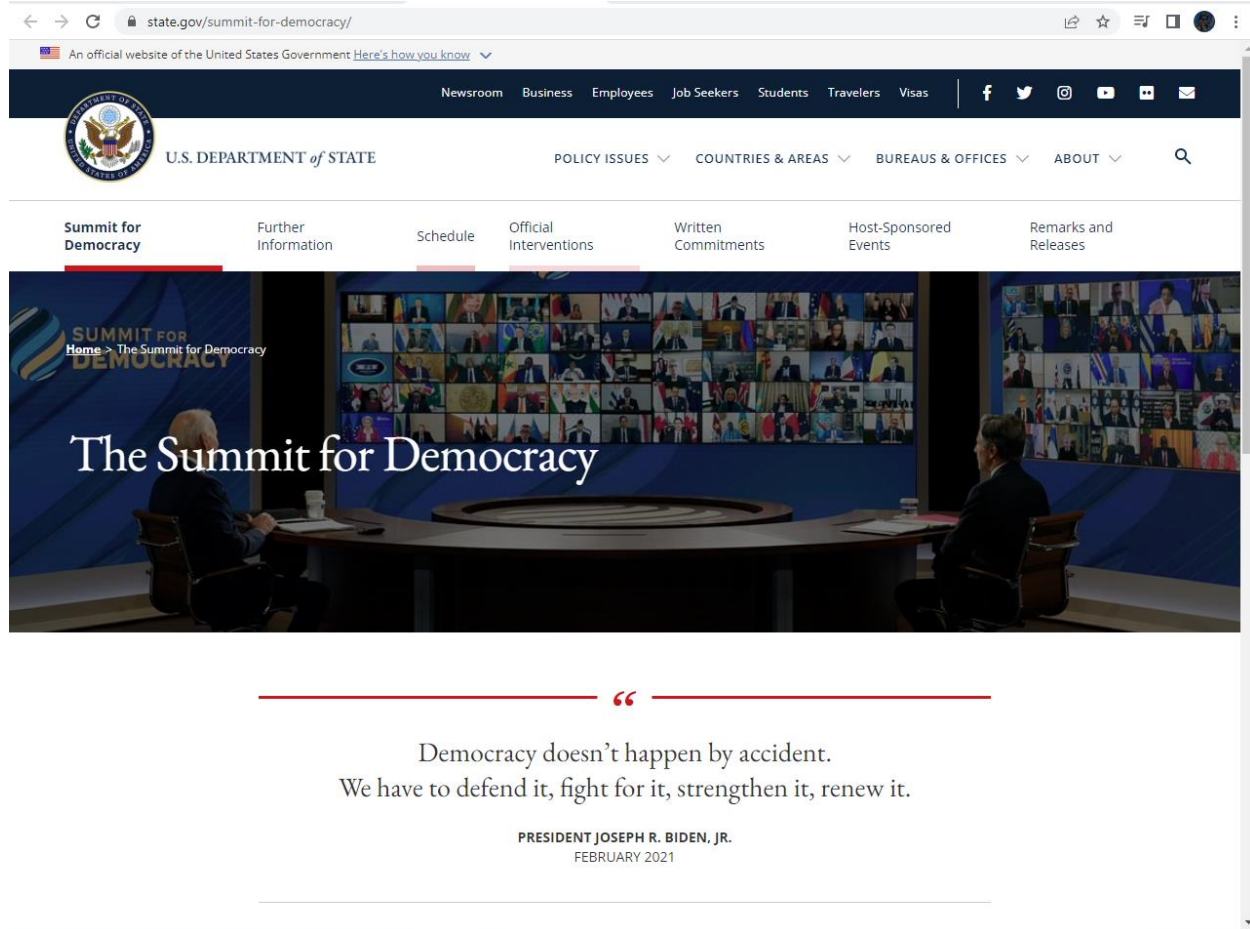 state.gov/summit-for-democracy/
An official website of the United States Government Here's how you know
Newsroom Business Employees Job Seekers Students Travelers Visas
U.S. DEPARTMENT of STATE
POLICY ISSUES COUNTRIES & AREAS BUREAUS & OFFICES ABOUT
Summit for
Democracy
Further
Information
Schedule
Official
Interventions
Written
Commitments
Host-Sponsored
Events
Remarks and
Releases
SUMMIT FOR
DEMOCRACY
Home > The Summit for Democracy
The Summit for Democracy
“
Democracy doesn’t happen by accident.
We have to defend it, fight for it, strengthen it, renew it.
PRESIDENT JOSEPH R. BIDEN, JR.
FEBRUARY 2021